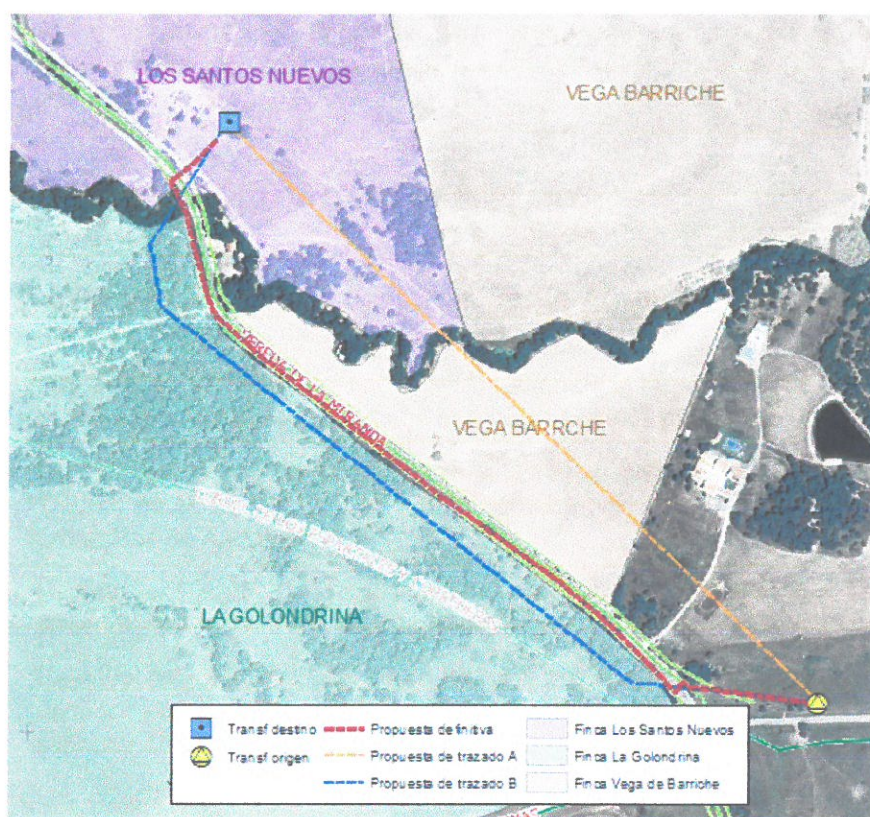 LOS SANTOS NUEVOS
VEGA BARRICHE
VEGA BARRCHE
LA GOLONDRINA
Transf destino
Propuesta definitiva
Finca Los Santos Nuevos
Transf origen
Propuesta de trazado A
Finca La Golondrina
Propuesta de trazado B
Finca Vega de Barriche